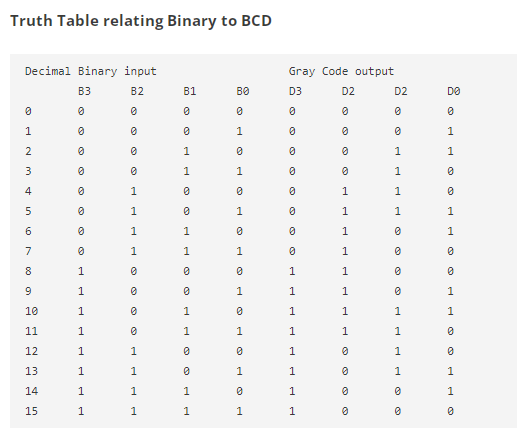 Truth Table relating Binary to BCD
Decimal Binary input Gray Code output
B3 B2 B1 B0 D3 D2 D2 D0
0 0 0 0 0 0 0 0 0
1 0 0 0 1 0 0 0 1
2 0 0 1 0 0 0 1 1
3 0 0 1 1 0 0 1 0
4 0 1 0 0 0 1 1 0
5 0 1 0 1 0 1 1 1
6 0 1 1 0 0 1 0 1
7 0 1 1 1 0 1 0 0
8 1 0 0 0 1 1 0 0
9 1 0 0 1 1 1 0 1
10 1 0 1 0 1 1 1 1
11 1 0 1 1 1 1 1 0
12 1 1 0 0 1 0 1 0
13 1 1 0 1 1 0 1 1
14 1 1 1 0 1 0 0 1
15 1 1 1 1 1 0 0 0